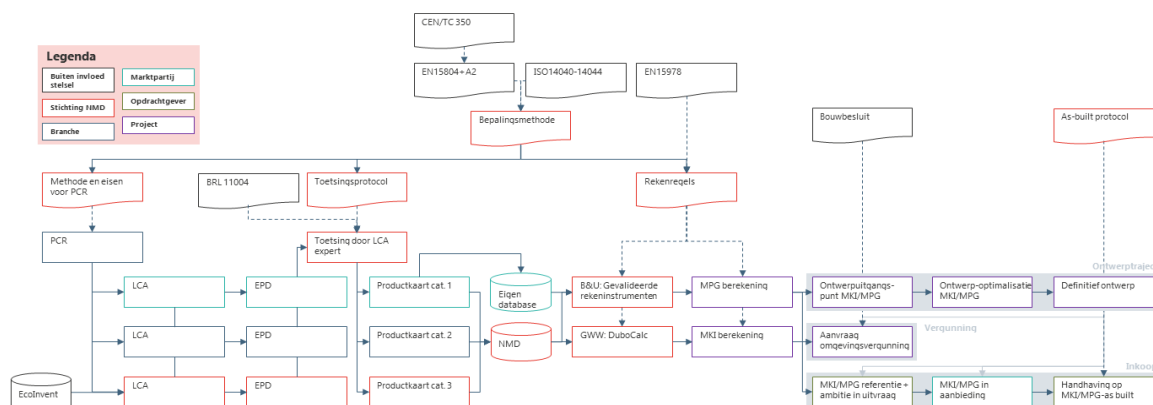 CEN/TC 350
Legenda
Buiten invloed
stelsel
Marktpartij
Stichting NMD
Opdrachtgever
Branche
Project
EN15804+A2
ISO14040-14044
EN15978
Bepalingsmethode
Bouwbesluit
As-built protocol
Methode en eisen
voor PCR
BRL 11004
Toetsingsprotocol
Rekenregels
PCR
Toetsing door LCA
expert
Ontwerptraje
LCA
EPD
Productkaart cat. 1
Eigen
database
B&U: Gevalideerde
rekeninstrumenten
MPG berekening
Ontwerpuitgangs-
punt MKI/MPG
Ontwerp-optimalisatie
MKI/MPG
Definitief ontwerp
Vergunning
LCA
EPD
Productkaart cat. 2
NMD
GWW: DuboCalc
MKI berekening
Aanvraag
omgevingsvergunning
Inkoop
EcoInvent
LCA
EPD
Productkaart cat. 3
MKI/MPG referentie +
ambitie in uitvraag
MKI/MPG in
aanbieding
Handhaving op
MKI/MPG-as built